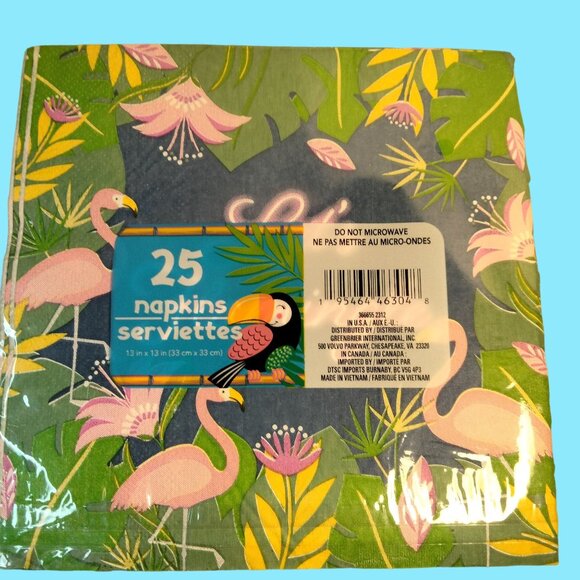 25
napkins
serviettes
13 in x 13 in (33 cm x 33 cm)
DO NOT MICROWAVE
NE PAS METTRE AU MICRO-ONDES
1 95464 46304 8
366655 2312
IN U.S.A. / AUX É.-U. :
DISTRIBUTED BY / DISTRIBUÉ PAR
GREENBRIER INTERNATIONAL, INC.
500 VOLVO PARKWAY, CHESAPEAKE, VA 23320
IN CANADA / AU CANADA
IMPORTED BY / IMPORTÉ PAR
DTSC IMPORTS BURNABY, BC V5G 4P3
MADE IN VIETNAM / FABRIQUÉ EN VIETNAM